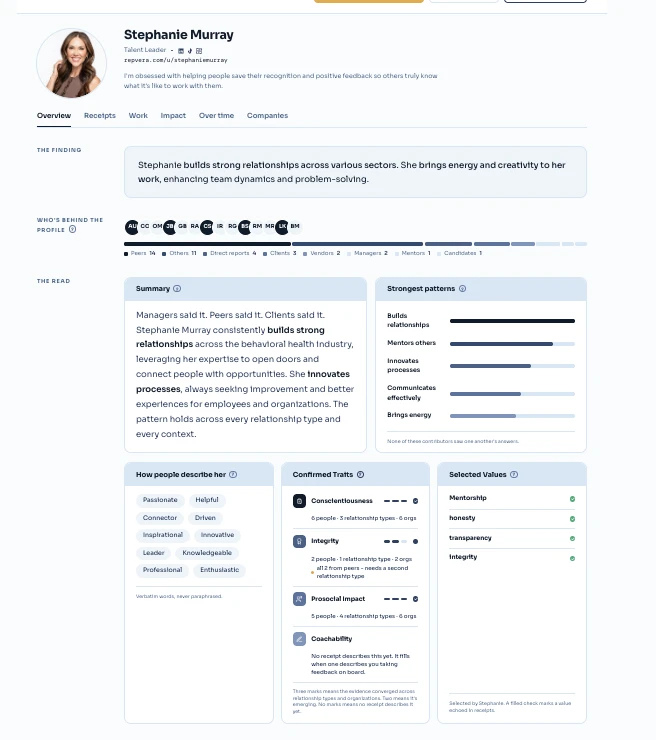 Stephanie Murray
Talent Leader •
repvera.com/u/stephaniemurray
I'm obsessed with helping people save their recognition and positive feedback so others truly know
what it's like to work with them.
Overview Receipts Work Impact Over time Companies
THE FINDING
Stephanie builds strong relationships across various sectors. She brings energy and creativity to her
work, enhancing team dynamics and problem-solving.
WHO'S BEHIND THE
PROFILE ?
AU CC OM JB GB RA CS IR RG BS RM MR LK BM
Peers 14 Others 11 Direct reports 4 Clients 3 Vendors 2 Managers 2 Mentors 1 Candidates 1
THE READ
Summary
Managers said it. Peers said it. Clients said it.
Stephanie Murray consistently builds strong
relationships across the behavioral health industry,
leveraging her expertise to open doors and
connect people with opportunities. She innovates
processes, always seeking improvement and better
experiences for employees and organizations. The
pattern holds across every relationship type and
every context.
Strongest patterns
Builds
relationships
Mentors others
Innovates
processes
Communicates
effectively
Brings energy
None of these contributors saw one another's answers.
How people describe her
Passionate Helpful
Connector Driven
Inspirational Innovative
Leader Knowledgeable
Professional Enthusiastic
Verbatim words, never paraphrased.
Confirmed Traits
Conscientiousness
6 people · 3 relationship types · 6 orgs
Integrity
2 people · 1 relationship type · 2 orgs
all 2 from peers - needs a second
relationship type
Prosocial Impact
5 people · 4 relationship types · 6 orgs
Coachability
No receipt describes this yet. It fills
when one describes you taking
feedback on board.
Three marks means the evidence converged across
relationship types and organizations. Two means it's
emerging. No marks means no receipt describes it
yet.
Selected Values
Mentorship
honesty
transparency
Integrity
Selected by Stephanie. A filled check marks a value
echoed in receipts.